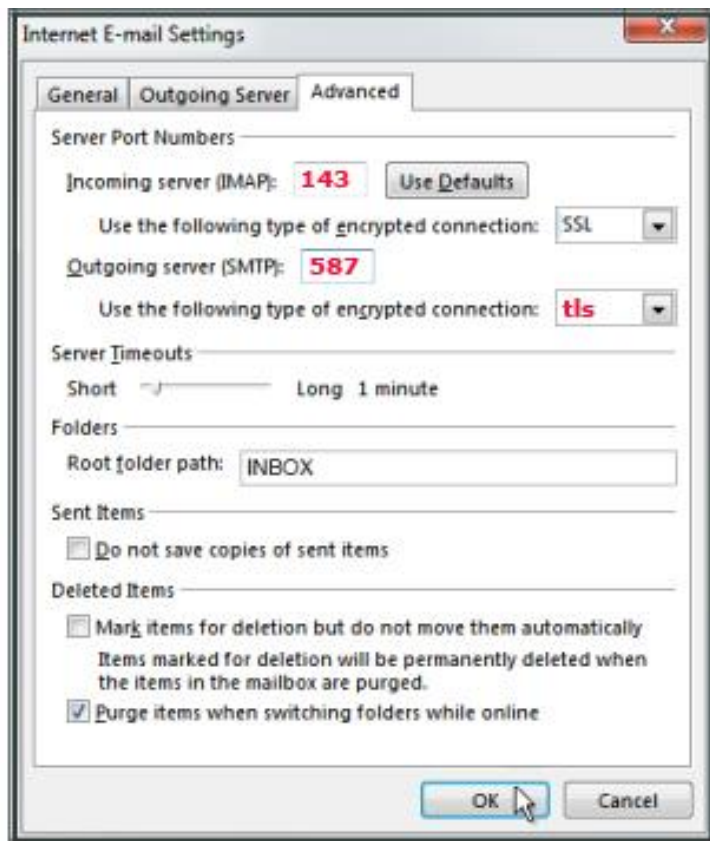 Internet E-mail Settings
X
General Outgoing Server Advanced
Server Port Numbers
Incoming server (IMAP): 143 Use Defaults
Use the following type of encrypted connection: SSL
Outgoing server (SMTP): 587
Use the following type of encrypted connection: tls
Server Timeouts
Short Long 1 minute
Folders
Root folder path: INBOX
Sent Items
Do not save copies of sent items
Deleted Items
Mark items for deletion but do not move them automatically
Items marked for deletion will be permanently deleted when
the items in the mailbox are purged.
Purge items when switching folders while online
OK Cancel